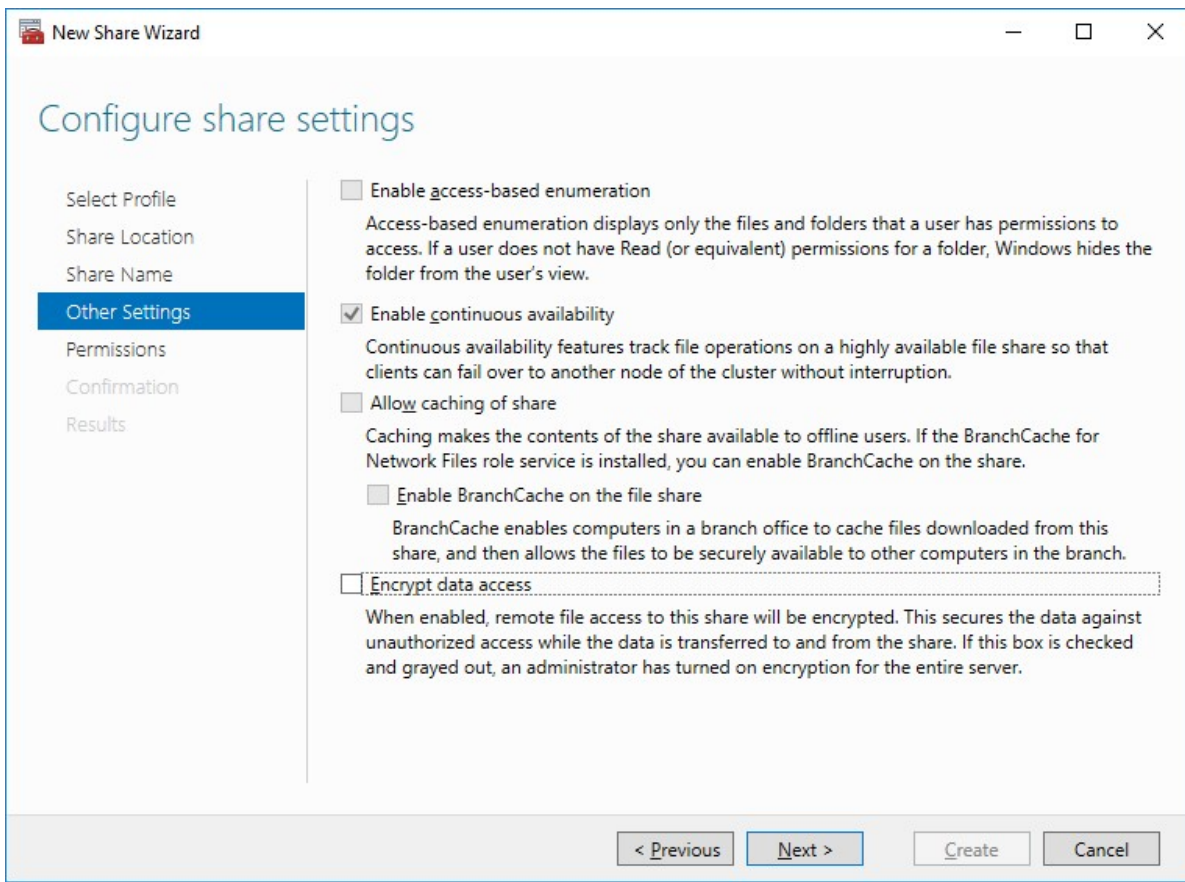 New Share Wizard
Configure share settings
Select Profile
Share Location
Share Name
Other Settings
Permissions
Confirmation
Results
Enable access-based enumeration
Access-based enumeration displays only the files and folders that a user has permissions to
access. If a user does not have Read (or equivalent) permissions for a folder, Windows hides the
folder from the user's view.
Enable continuous availability
Continuous availability features track file operations on a highly available file share so that
clients can fail over to another node of the cluster without interruption.
Allow caching of share
Caching makes the contents of the share available to offline users. If the BranchCache for
Network Files role service is installed, you can enable BranchCache on the share.
Enable BranchCache on the file share
BranchCache enables computers in a branch office to cache files downloaded from this
share, and then allows the files to be securely available to other computers in the branch.
Encrypt data access
When enabled, remote file access to this share will be encrypted. This secures the data against
unauthorized access while the data is transferred to and from the share. If this box is checked
and grayed out, an administrator has turned on encryption for the entire server.
< Previous
Next >
Create
Cancel